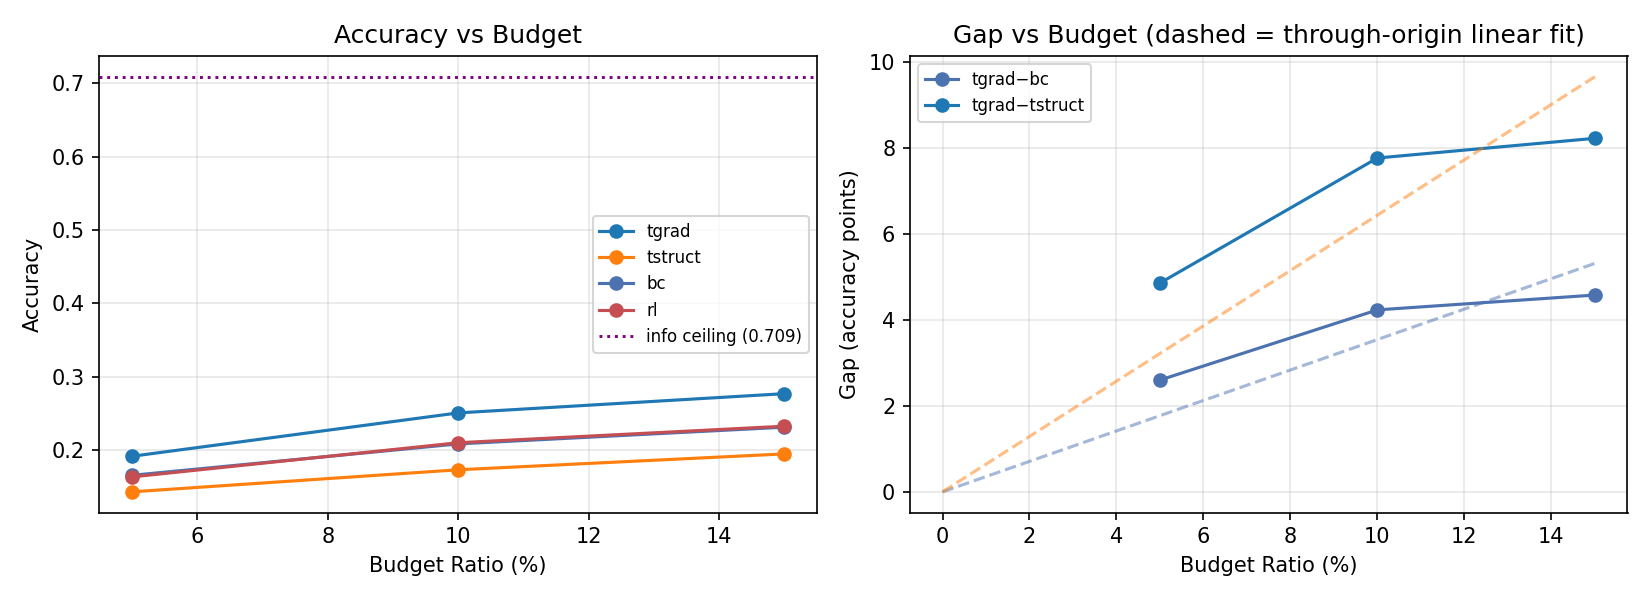 Accuracy vs Budget
0.7
0.6
0.5
0.4
0.3
0.2
Accuracy
tgrad
tstruct
bc
rl
info ceiling (0.709)
6
8
10
12
14
Budget Ratio (%)
Gap vs Budget (dashed = through-origin linear fit)
10
8
6
4
2
0
Gap (accuracy points)
tgrad−bc
tgrad−tstruct
0
2
4
6
8
10
12
14
Budget Ratio (%)